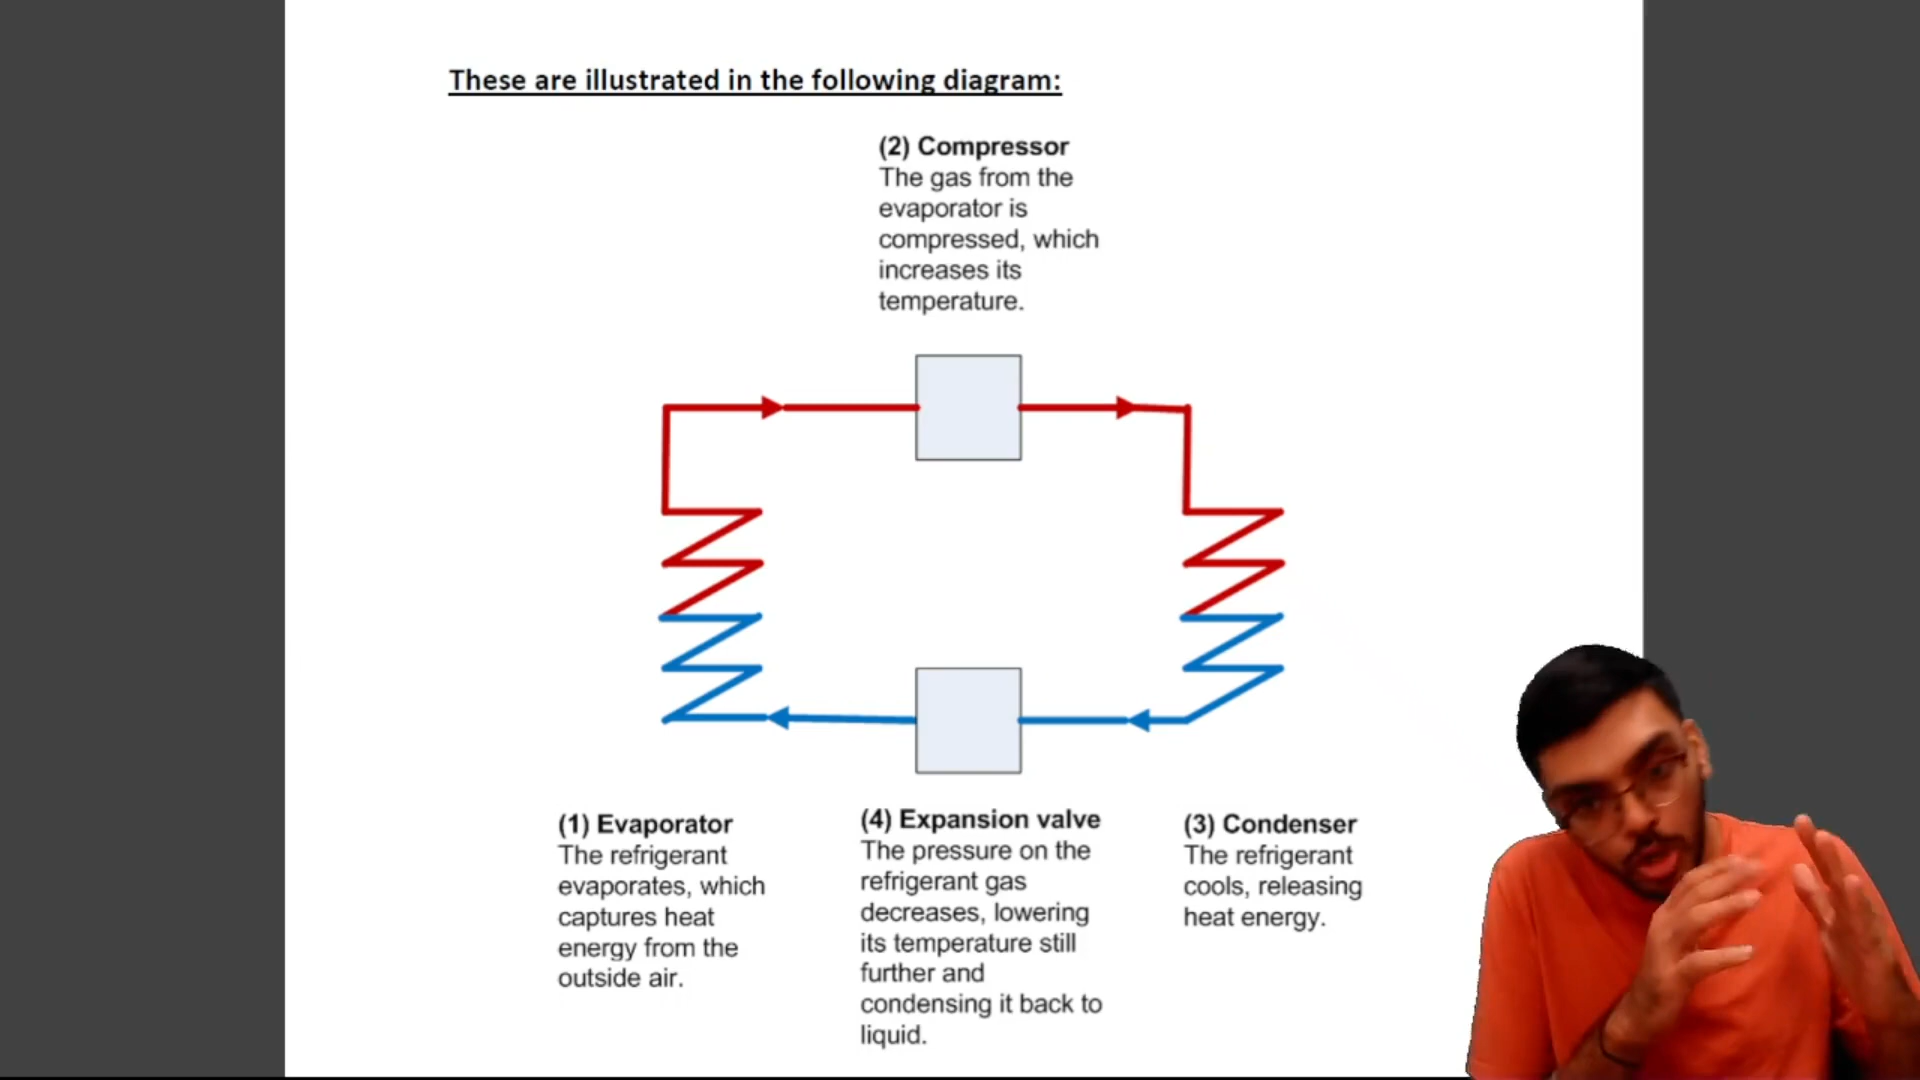 These are illustrated in the following diagram:
(2) Compressor
The gas from the
evaporator is
compressed, which
increases its
temperature.
(1) Evaporator
The refrigerant
evaporates, which
captures heat
energy from the
outside air.
(4) Expansion valve
The pressure on the
refrigerant gas
decreases, lowering
its temperature still
further and
condensing it back to
liquid.
(3) Condenser
The refrigerant
cools, releasing
heat energy.